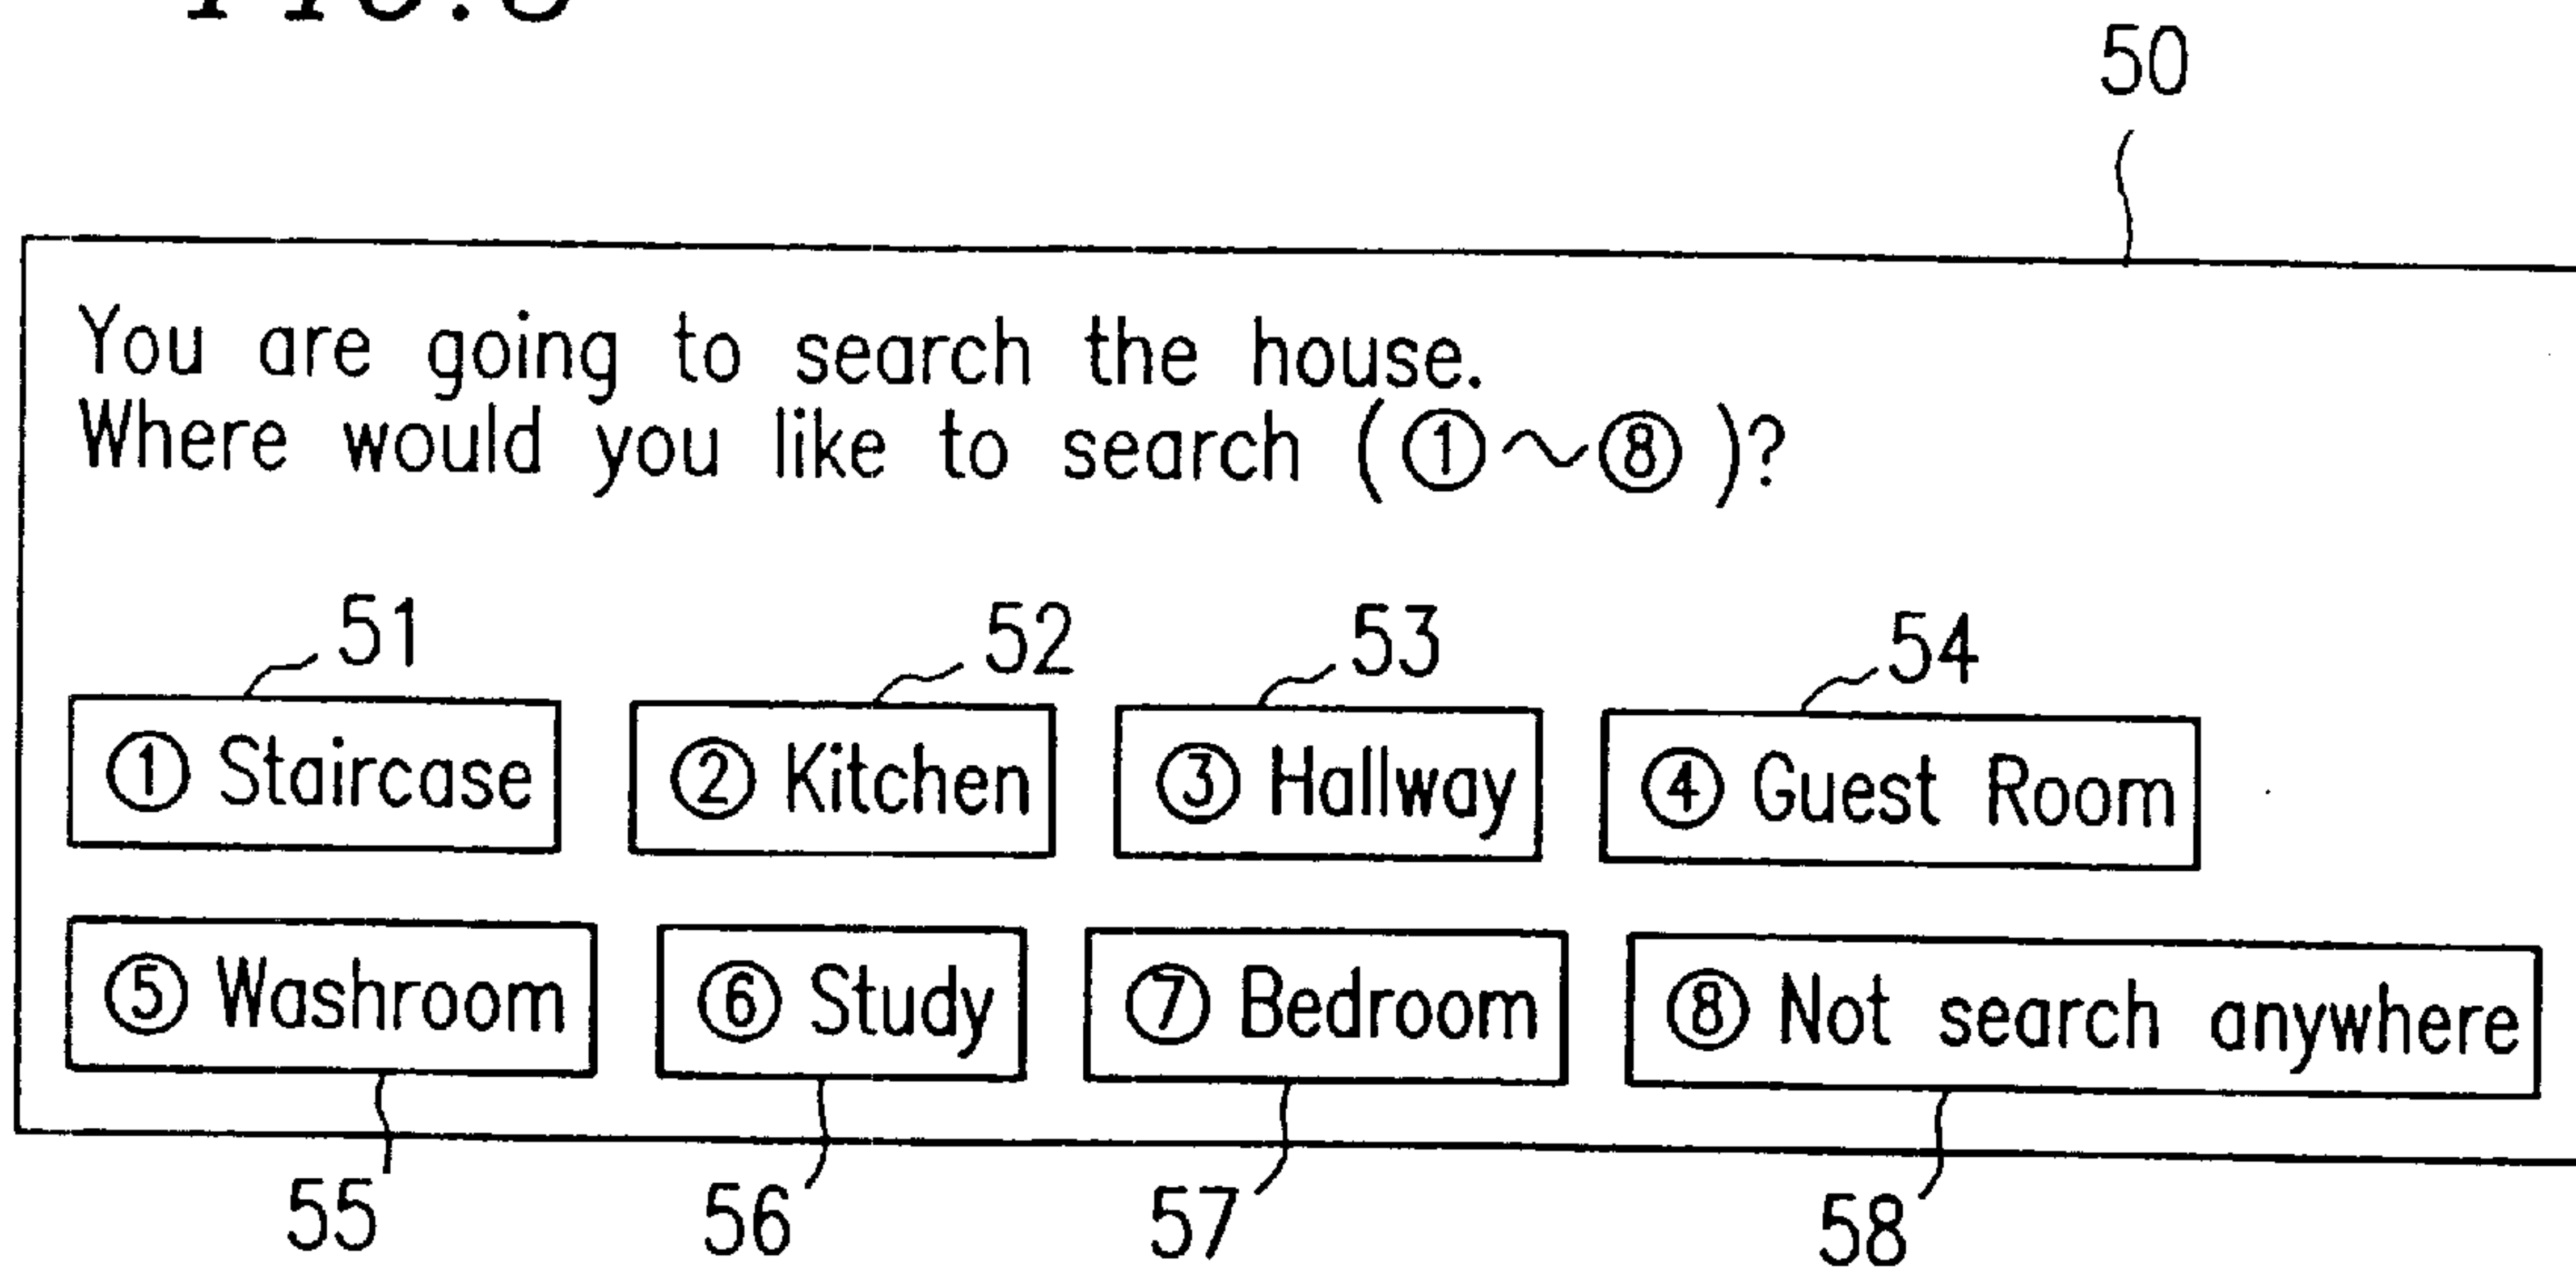 50
You are going to search the house.
Where would you like to search (①~⑧)?
51 52 53 54
① Staircase ② Kitchen ③ Hallway ④ Guest Room
⑤ Washroom ⑥ Study ⑦ Bedroom ⑧ Not search anywhere
55 56 57 58